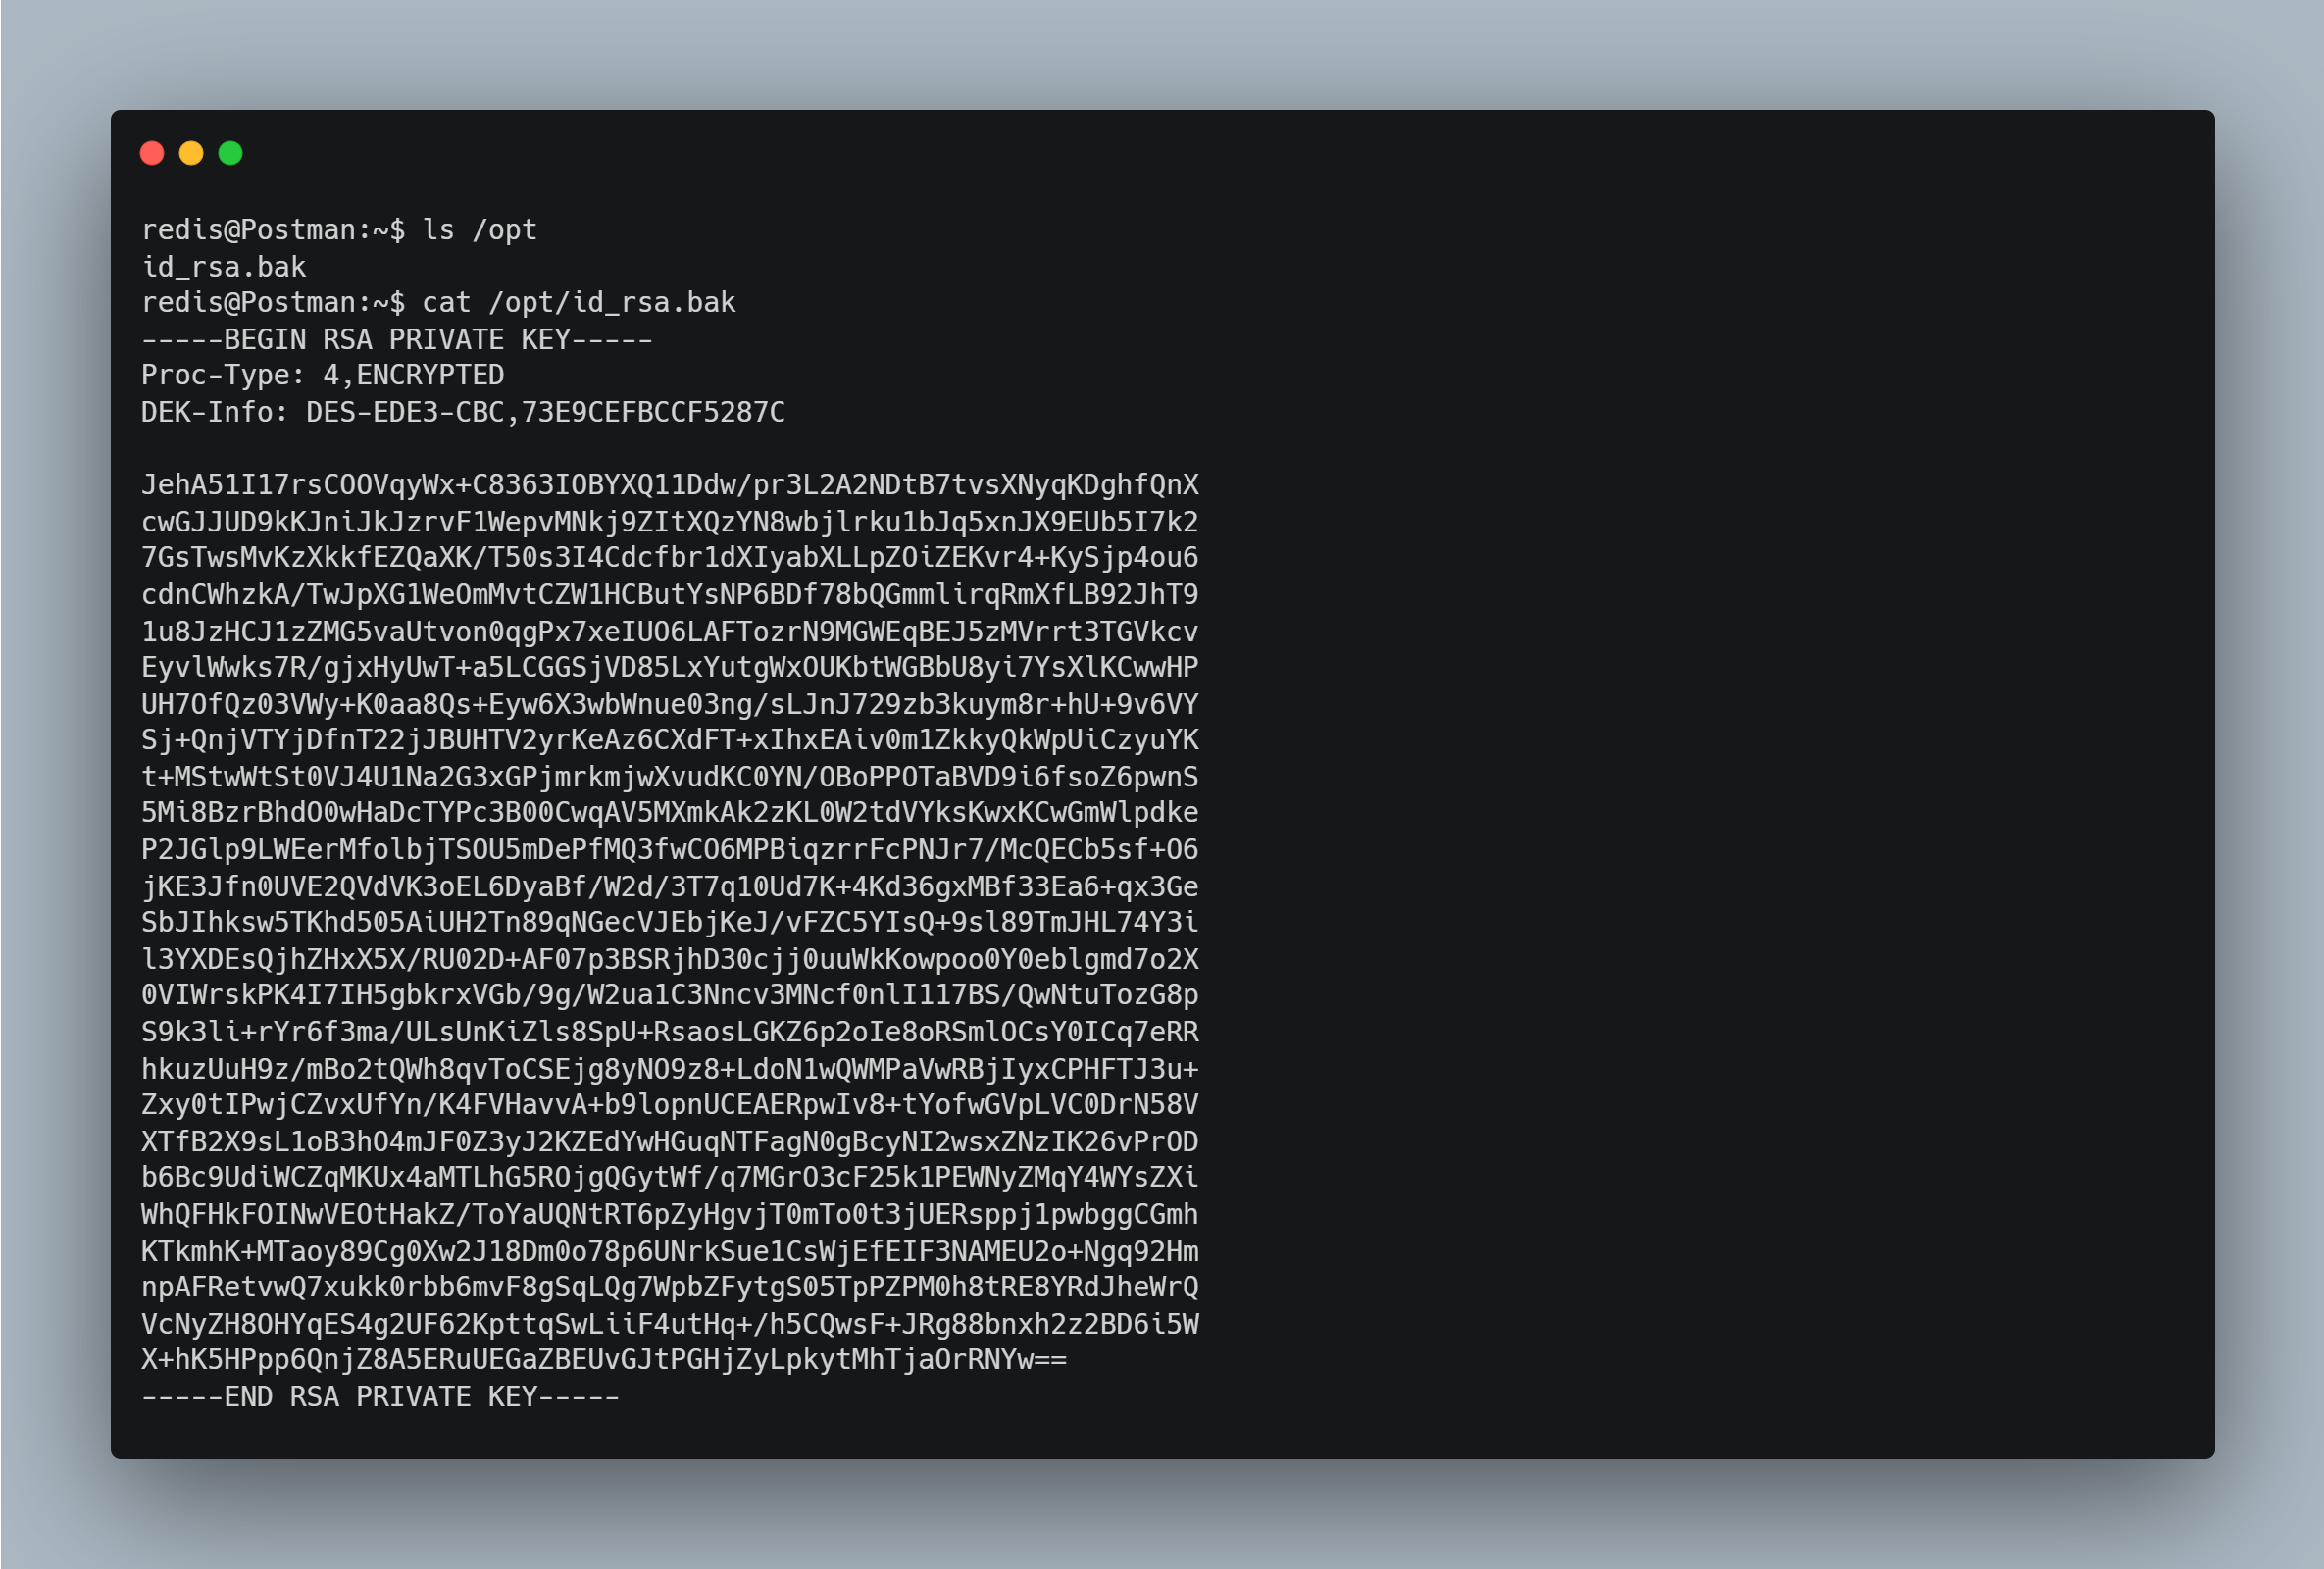 redis@Postman:~$ ls /opt
id_rsa.bak
redis@Postman:~$ cat /opt/id_rsa.bak
-----BEGIN RSA PRIVATE KEY-----
Proc-Type: 4,ENCRYPTED
DEK-Info: DES-EDE3-CBC,73E9CEFBCCF5287C

JehA51I17rsCOOVqyWx+C8363IOBYXQ11Ddw/pr3L2A2NDtB7tvsXNyqKDghfQnX
cwGJJUD9kKJniJkJzrvF1WepvMNkj9ZItXQzYN8wbjlrku1bJq5xnJX9EUb5I7k2
7GsTwsMvKzXkkfEZQaXK/T50s3I4Cdcfbr1dXIyabXLLpZOiZEKvr4+KySjp4ou6
cdnCWhzkA/TwJpXG1WeOmMvtCZW1HCButYsNP6BDf78bQGmmlirqRmXfLB92JhT9
1u8JzHCJ1zZMG5vaUtvon0qgPx7xeIUO6LAFTozrN9MGWEqBEJ5zMVrrt3TGVkcv
EyvlWwks7R/gjxHyUwT+a5LCGGSjVD85LxYutgWxOUKbtWGBbU8yi7YsXlKCwwHP
UH7OfQz03VWy+K0aa8Qs+Eyw6X3wbWnue03ng/sLJnJ729zb3kuym8r+hU+9v6VY
Sj+QnjVTYjDfnT22jJBUHTV2yrKeAz6CXdFT+xIhxEAiv0m1ZkkyQkWpUiCzyuYK
t+MStwWtSt0VJ4U1Na2G3xGPjmrkmjwXvudKC0YN/OBoPPOTaBVD9i6fsoZ6pwnS
5Mi8BzrBhdO0wHaDcTYPc3B00CwqAV5MXmkAk2zKL0W2tdVYksKwxKCwGmWlpdke
P2JGlp9LWEerMfolbjTSOU5mDePfMQ3fwCO6MPBiqzrrFcPNJr7/McQECb5sf+O6
jKE3Jfn0UVE2QVdVK3oEL6DyaBf/W2d/3T7q10Ud7K+4Kd36gxMBf33Ea6+qx3Ge
SbJIhksw5TKhd505AiUH2Tn89qNGecVJEbjKeJ/vFZC5YIsQ+9sl89TmJHL74Y3i
l3YXDEsQjhZHxX5X/RU02D+AF07p3BSRjhD30cjj0uuWkKowpoo0Y0eblgmd7o2X
0VIWrskPK4I7IH5gbkrxVGb/9g/W2ua1C3Nncv3MNcf0nlI117BS/QwNtuTozG8p
S9k3li+rYr6f3ma/ULsUnKiZls8SpU+RsaosLGKZ6p2oIe8oRSmlOCsY0ICq7eRR
hkuzUuH9z/mBo2tQWh8qvToCSEjg8yNO9z8+LdoN1wQWMPaVwRBjIyxCPHFTJ3u+
Zxy0tIPwjCZvxUfYn/K4FVHavvA+b9lopnUCEAERpwIv8+tYofwGVpLVC0DrN58V
XTfB2X9sL1oB3hO4mJF0Z3yJ2KZEdYwHGuqNTFagN0gBcyNI2wsxZNzIK26vPrOD
b6Bc9UdiWCZqMKUx4aMTLhG5ROjgQGytWf/q7MGrO3cF25k1PEWNyZMqY4WYsZXi
WhQFHkFOINwVEOtHakZ/ToYaUQNtRT6pZyHgvjT0mTo0t3jUERsppj1pwbggCGmh
KTkmhK+MTaoy89Cg0Xw2J18Dm0o78p6UNrkSue1CsWjEfEIF3NAMEU2o+Ngq92Hm
npAFRetvwQ7xukk0rbb6mvF8gSqLQg7WpbZFytgS05TpPZPM0h8tRE8YRdJheWrQ
VcNyZH8OHYqES4g2UF62KpttqSwLiiF4utHq+/h5CQwsF+JRg88bnxh2z2BD6i5W
X+hK5HPpp6QnjZ8A5ERuUEGaZBEUvGJtPGHjZyLpkytMhTjaOrRNYw==
-----END RSA PRIVATE KEY-----